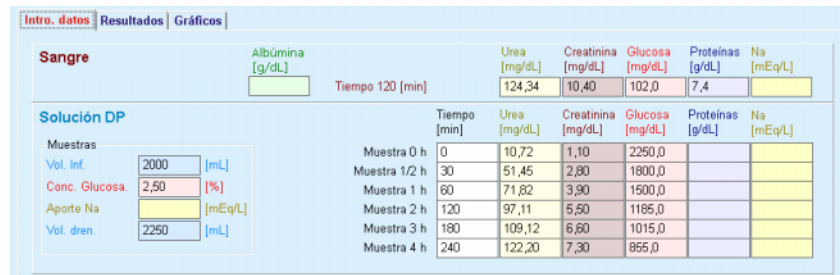 Intro. datos Resultados Gráficos
Sangre Albúmina [g/dL] Urea [mg/dL] Creatinina [mg/dL] Glucosa [mg/dL] Proteínas [g/dL] Na [mEq/L]
Tiempo 120 [min] 124,34 10,40 102,0 7,4
Solución DP Tiempo [min] Urea [mg/dL] Creatinina [mg/dL] Glucosa [mg/dL] Proteínas [g/dL] Na [mEq/L]
Muestras
Vol. Inf. 2000 [mL]
Conc. Glucosa. 2,50 [%]
Aporte Na [mEq/L]
Vol. dren. 2250 [mL]
Muestra 0 h 0 10,72 1,10 2250,0
Muestra 1/2 h 30 51,45 2,80 1800,0
Muestra 1 h 60 71,82 3,90 1500,0
Muestra 2 h 120 97,11 5,50 1185,0
Muestra 3 h 180 109,12 6,60 1015,0
Muestra 4 h 240 122,20 7,30 855,0